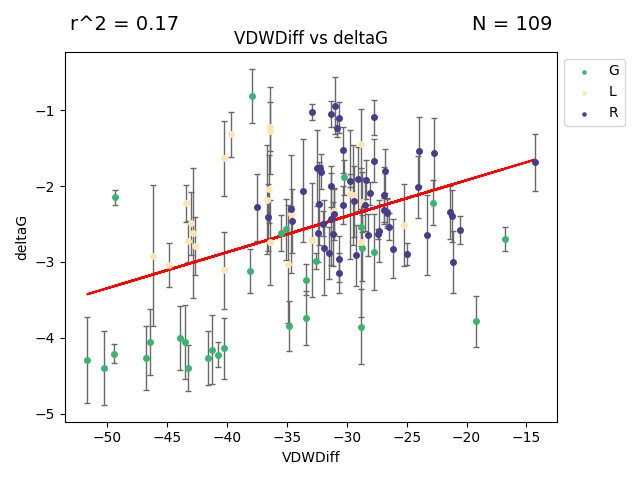 r^2 = 0.17 N = 109
VDWDiff vs deltaG
G
L
R
deltaG
−1
−2
−3
−4
−5
−50 −45 −40 −35 −30 −25 −20 −15
VDWDiff